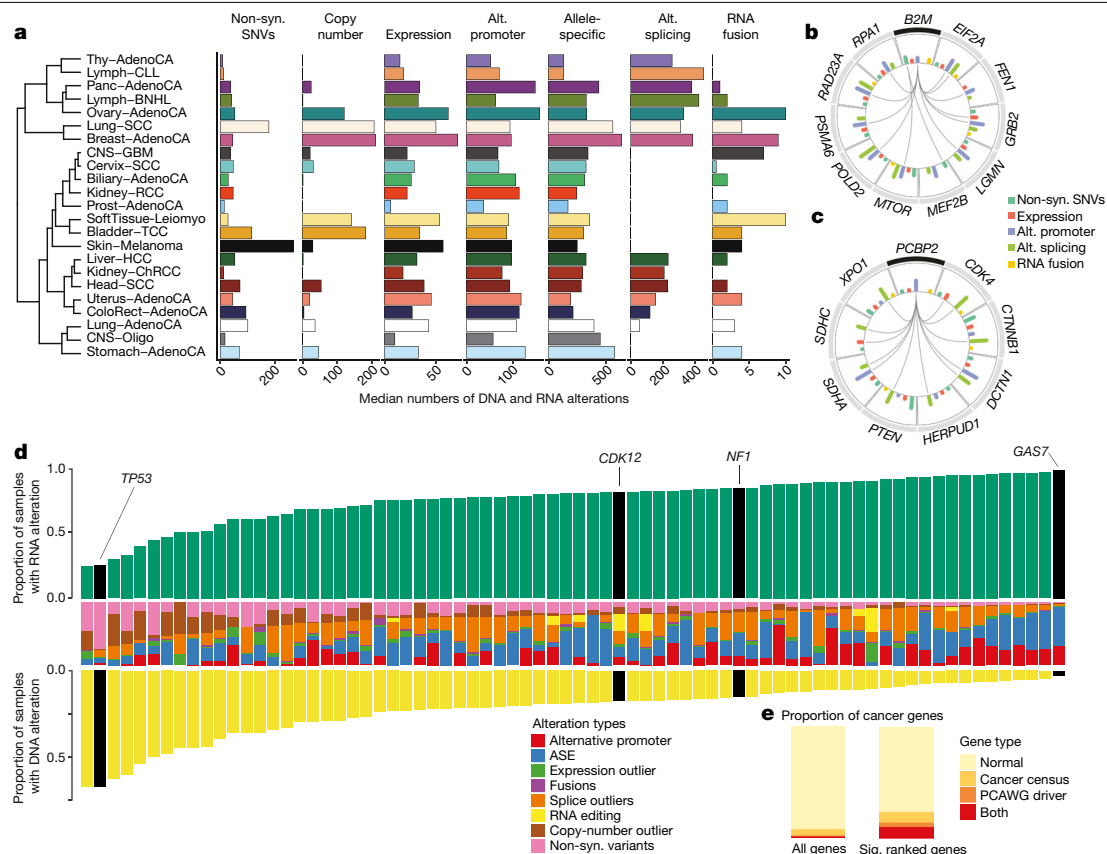 a
Non-syn. SNVs
Copy number
Expression
Alt. promoter
Allele-specific
Alt. splicing
RNA fusion
Thy–AdenoCA
Lymph–CLL
Panc–AdenoCA
Lymph–BNHL
Ovary–AdenoCA
Lung–SCC
Breast–AdenoCA
CNS–GBM
Cervix–SCC
Biliary–AdenoCA
Kidney–RCC
Prost–AdenoCA
SoftTissue–Leiomyo
Bladder–TCC
Skin–Melanoma
Liver–HCC
Kidney–ChRCC
Head–SCC
Uterus–AdenoCA
ColoRect–AdenoCA
Lung–AdenoCA
CNS–Oligo
Stomach–AdenoCA
0 200 0 100 200 0 50 0 100 0 500 0 200 400 0 5 10
Median numbers of DNA and RNA alterations
b
B2M
EIF2A
FEN1
GRB2
LGMN
MEF2B
MTOR
POLD2
PSMA6
RAD23A
RPA1
Non-syn. SNVs
Expression
Alt. promoter
Alt. splicing
RNA fusion
c
PCBP2
CDK4
CTNNB1
DCTN1
HERPUD1
PTEN
SDHA
SDHC
XPO1
d
Proportion of samples
with RNA alteration
1.0
0.5
0.0
TP53
CDK12
NF1
GAS7
Proportion of samples
with DNA alteration
0.0
0.5
Alteration types
Alternative promoter
ASE
Expression outlier
Fusions
Splice outliers
RNA editing
Copy-number outlier
Non-syn. variants
e
Proportion of cancer genes
All genes
Sig. ranked genes
Gene type
Normal
Cancer census
PCAWG driver
Both